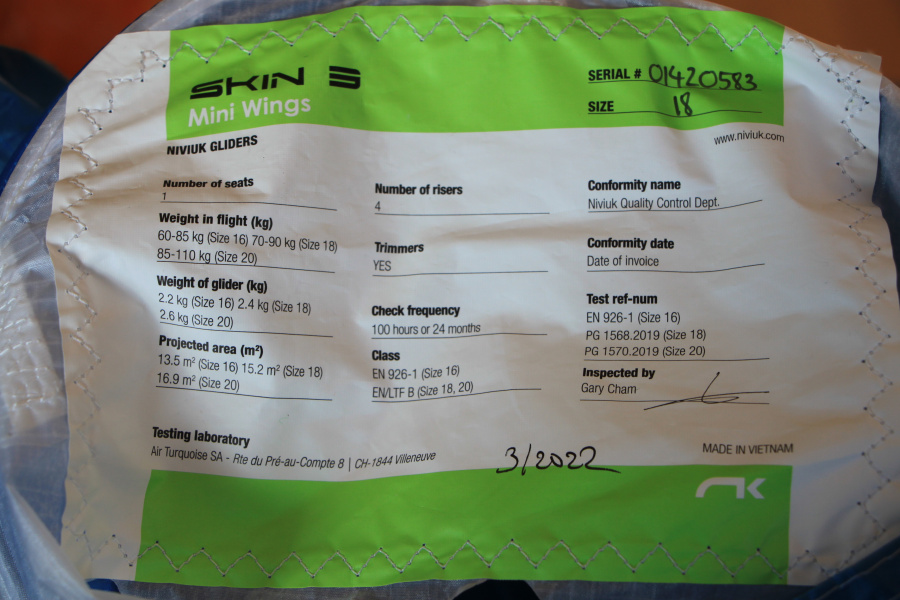 SKIN 3
Mini Wings
SERIAL # 01420583
SIZE 18
www.niviuk.com
NIVIUK GLIDERS
Number of seats
1
Weight in flight (kg)
60-85 kg (Size 16) 70-90 kg (Size 18)
85-110 kg (Size 20)
Weight of glider (kg)
2.2 kg (Size 16) 2.4 kg (Size 18)
2.6 kg (Size 20)
Projected area (m²)
13.5 m² (Size 16) 15.2 m² (Size 18)
16.9 m² (Size 20)
Number of risers
4
Trimmers
YES
Check frequency
100 hours or 24 months
Class
EN 926-1 (Size 16)
EN/LTF B (Size 18, 20)
Conformity name
Niviuk Quality Control Dept.
Conformity date
Date of invoice
Test ref-num
EN 926-1 (Size 16)
PG 1568.2019 (Size 18)
PG 1570.2019 (Size 20)
Inspected by
Gary Cham
Testing laboratory
Air Turquoise SA - Rte du Pré-au-Compte 8 | CH-1844 Villeneuve
3/2022
MADE IN VIETNAM